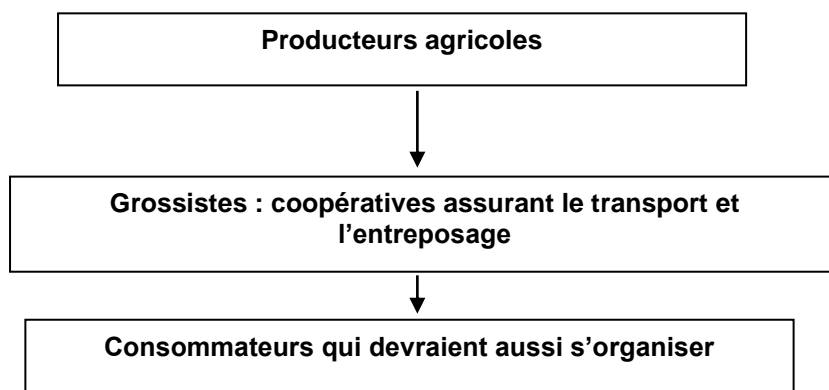 Producteurs agricoles
Grossistes : coopératives assurant le transport et
l’entreposage
Consommateurs qui devraient aussi s’organiser